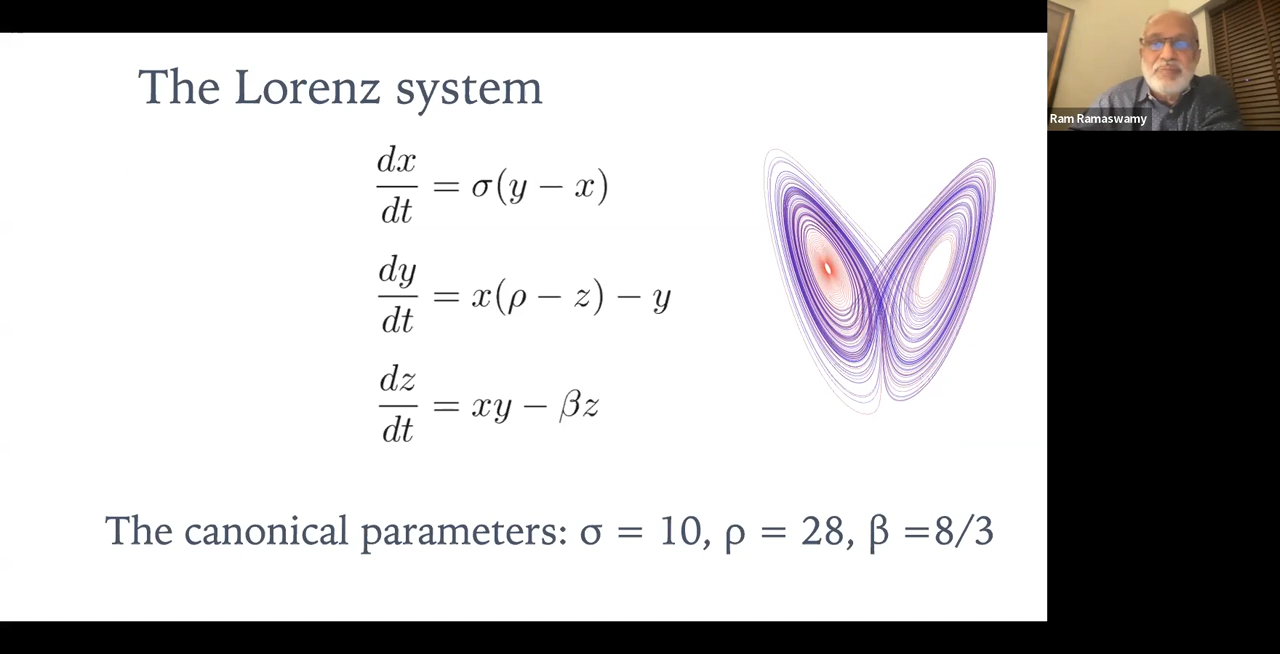 The Lorenz system
dx/dt = σ(y − x)
dy/dt = x(ρ − z) − y
dz/dt = xy − βz
The canonical parameters: σ = 10, ρ = 28, β =8/3
Ram Ramaswamy